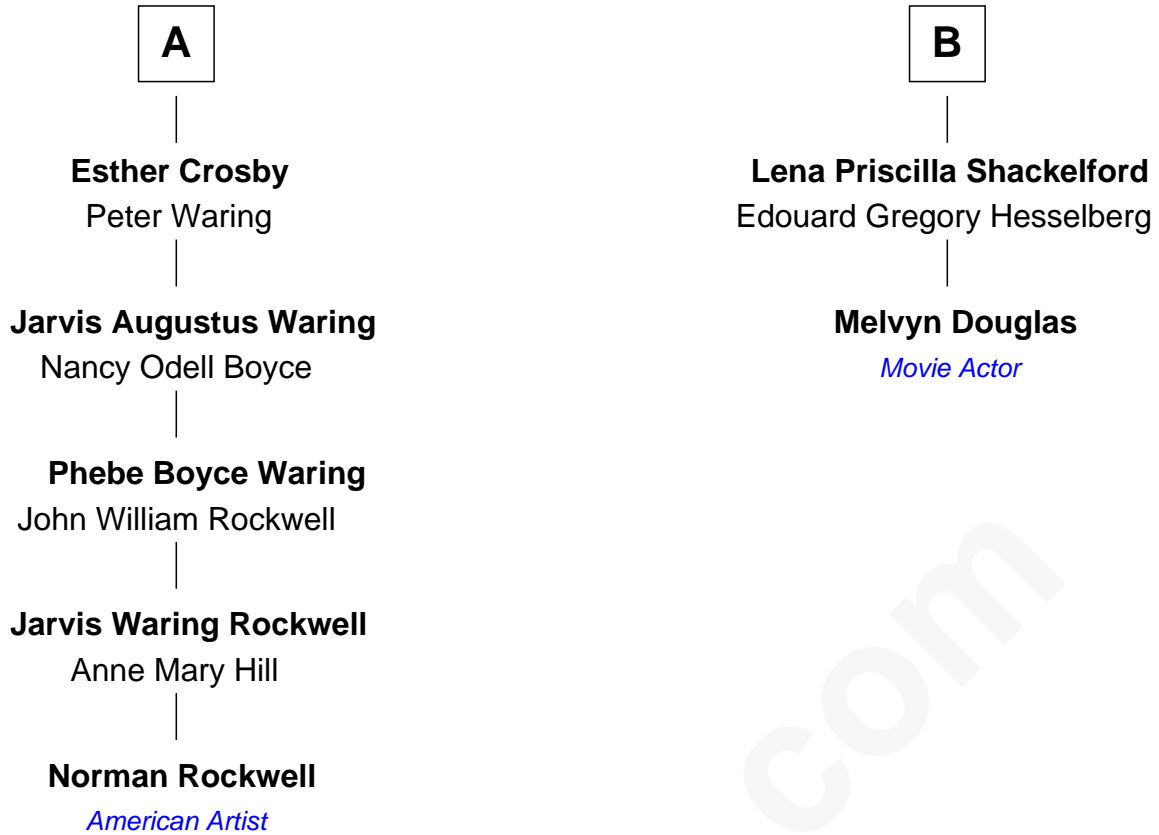 A
Esther Crosby
Peter Waring
Jarvis Augustus Waring
Nancy Odell Boyce
Phebe Boyce Waring
John William Rockwell
Jarvis Waring Rockwell
Anne Mary Hill
Norman Rockwell
American Artist
B
Lena Priscilla Shackelford
Edouard Gregory Hesselberg
Melvyn Douglas
Movie Actor
com